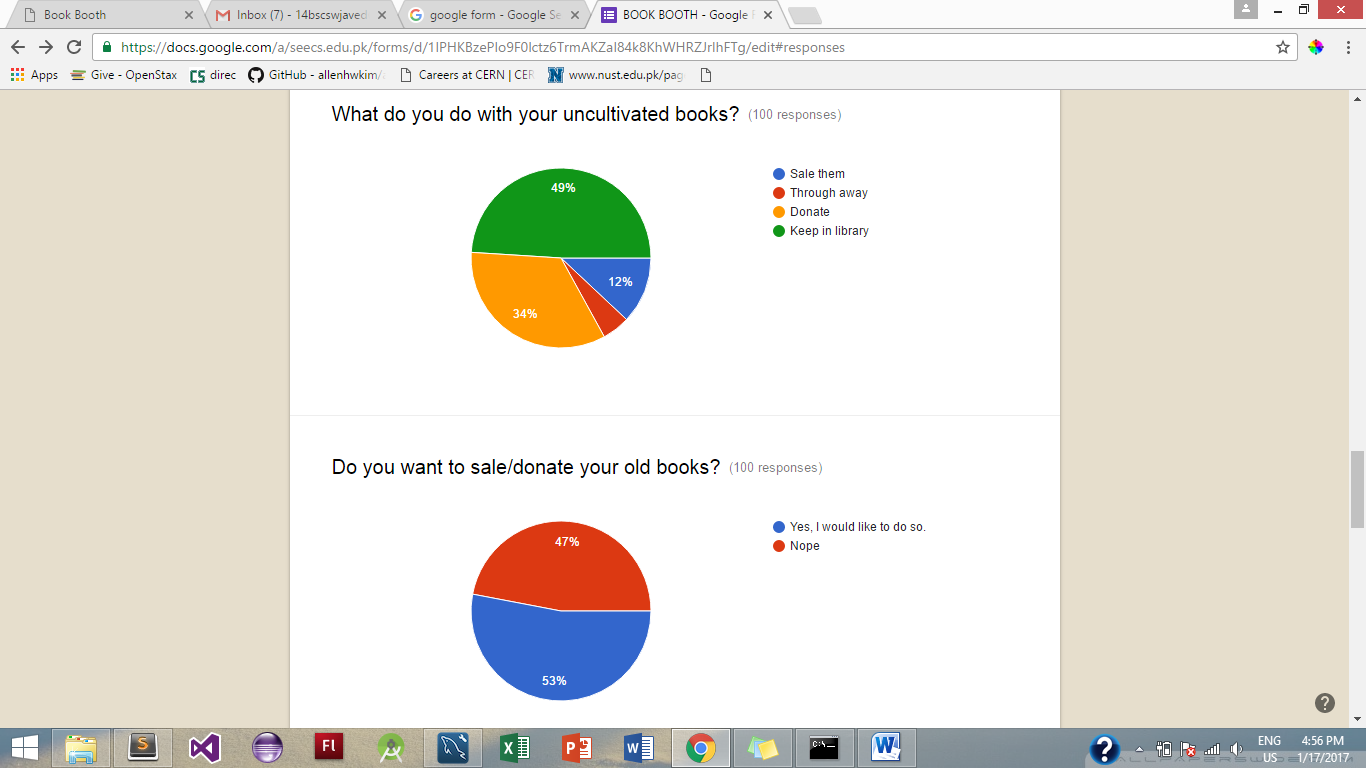 Book Booth
Inbox (7) - 14bscswjaved
google form - Google Se
BOOK BOOTH - Google F
https://docs.google.com/a/seecs.edu.pk/forms/d/1IPHKBzePlo9F0Ictz6TrmAKZal84k8KhWHRZJrlhFTg/edit#responses
Apps
Give - OpenStax
CS direc
GitHub - allenhwkim/
Careers at CERN | CER
N www.nust.edu.pk/pag
What do you do with your uncultivated books? (100 responses)
49%
12%
34%
Sale them
Through away
Donate
Keep in library
Do you want to sale/donate your old books? (100 responses)
47%
53%
Yes, I would like to do so.
Nope
?
S
Fl
X
P
W
C:\
W
?
ENG
US
4:56 PM
1/17/2017